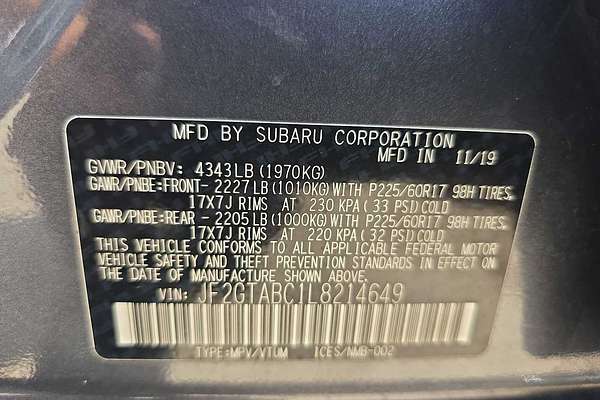 MFD BY SUBARU CORPORATION
MFD IN 11/19
GVWR/PNBV: 4343LB (1970KG)
GAWR/PNBE:FRONT- 2227 LB (1010KG) WITH P225/60R17 98H TIRES,
17X7J RIMS AT 230 KPA (33 PSI) COLD
GAWR/PNBE:REAR - 2205 LB (1000KG) WITH P225/60R17 98H TIRES,
17X7J RIMS AT 220 KPA (32 PSI) COLD
THIS VEHICLE CONFORMS TO ALL APPLICABLE FEDERAL MOTOR
VEHICLE SAFETY AND THEFT PREVENTION STANDARDS IN EFFECT ON
THE DATE OF MANUFACTURE SHOWN ABOVE.
VIN: JF2GTABC1L8214649
TYPE:MPV/VTUM ICES/NMB-002